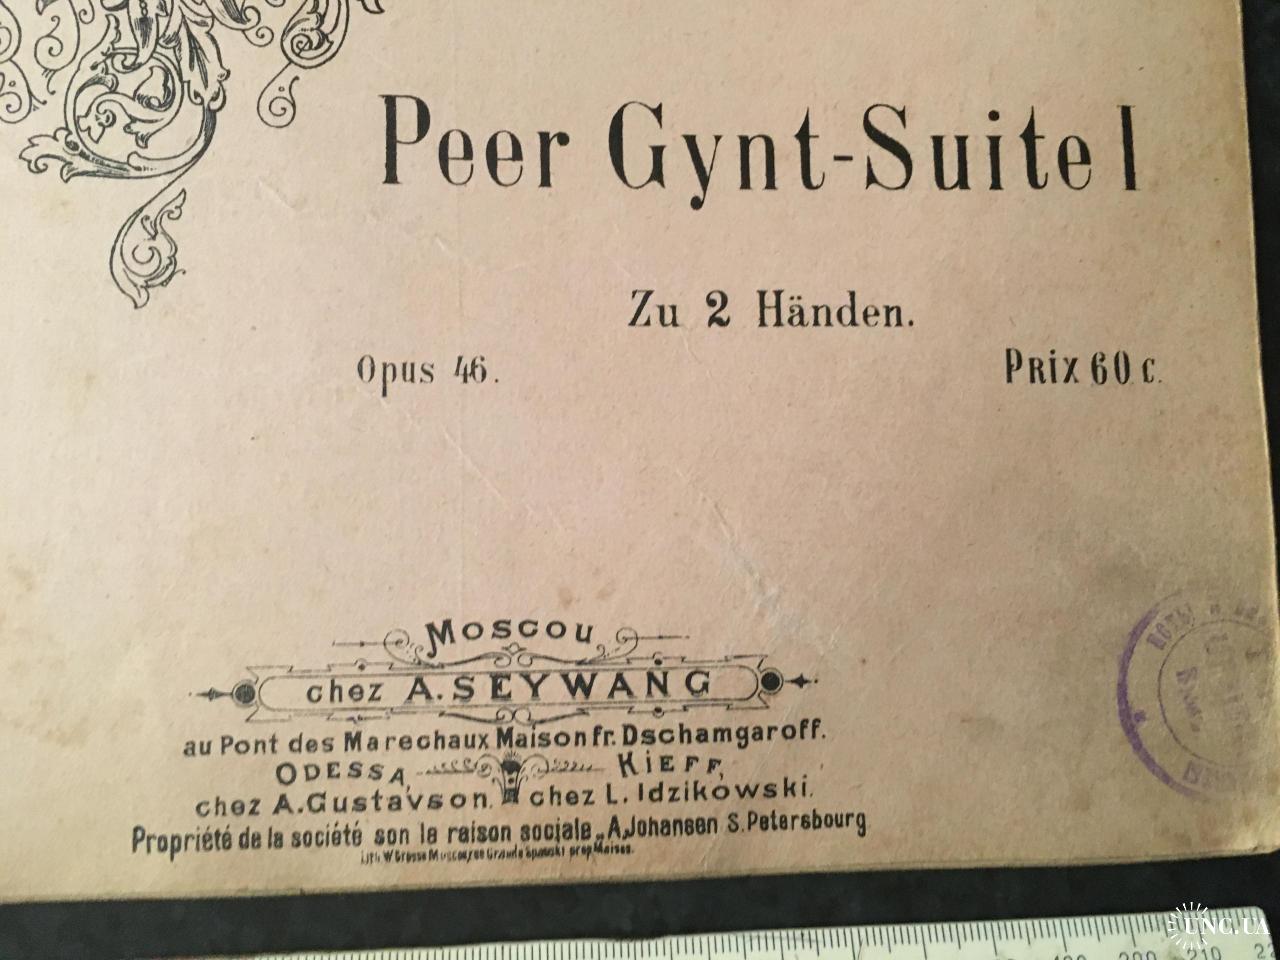 Peer Gynt-Suite I
Zu 2 Händen.
Opus 46. Prix 60 c.
Moscou
chez A. SEYWANG
au Pont des Marechaux Maison fr. Dschamgaroff.
ODESSA, KIEFF,
chez A. Gustavson. chez L. Idzikowski.
Propriété de la société son le raison sociale „A. Johansen S. Petersbourg
UNC.UA